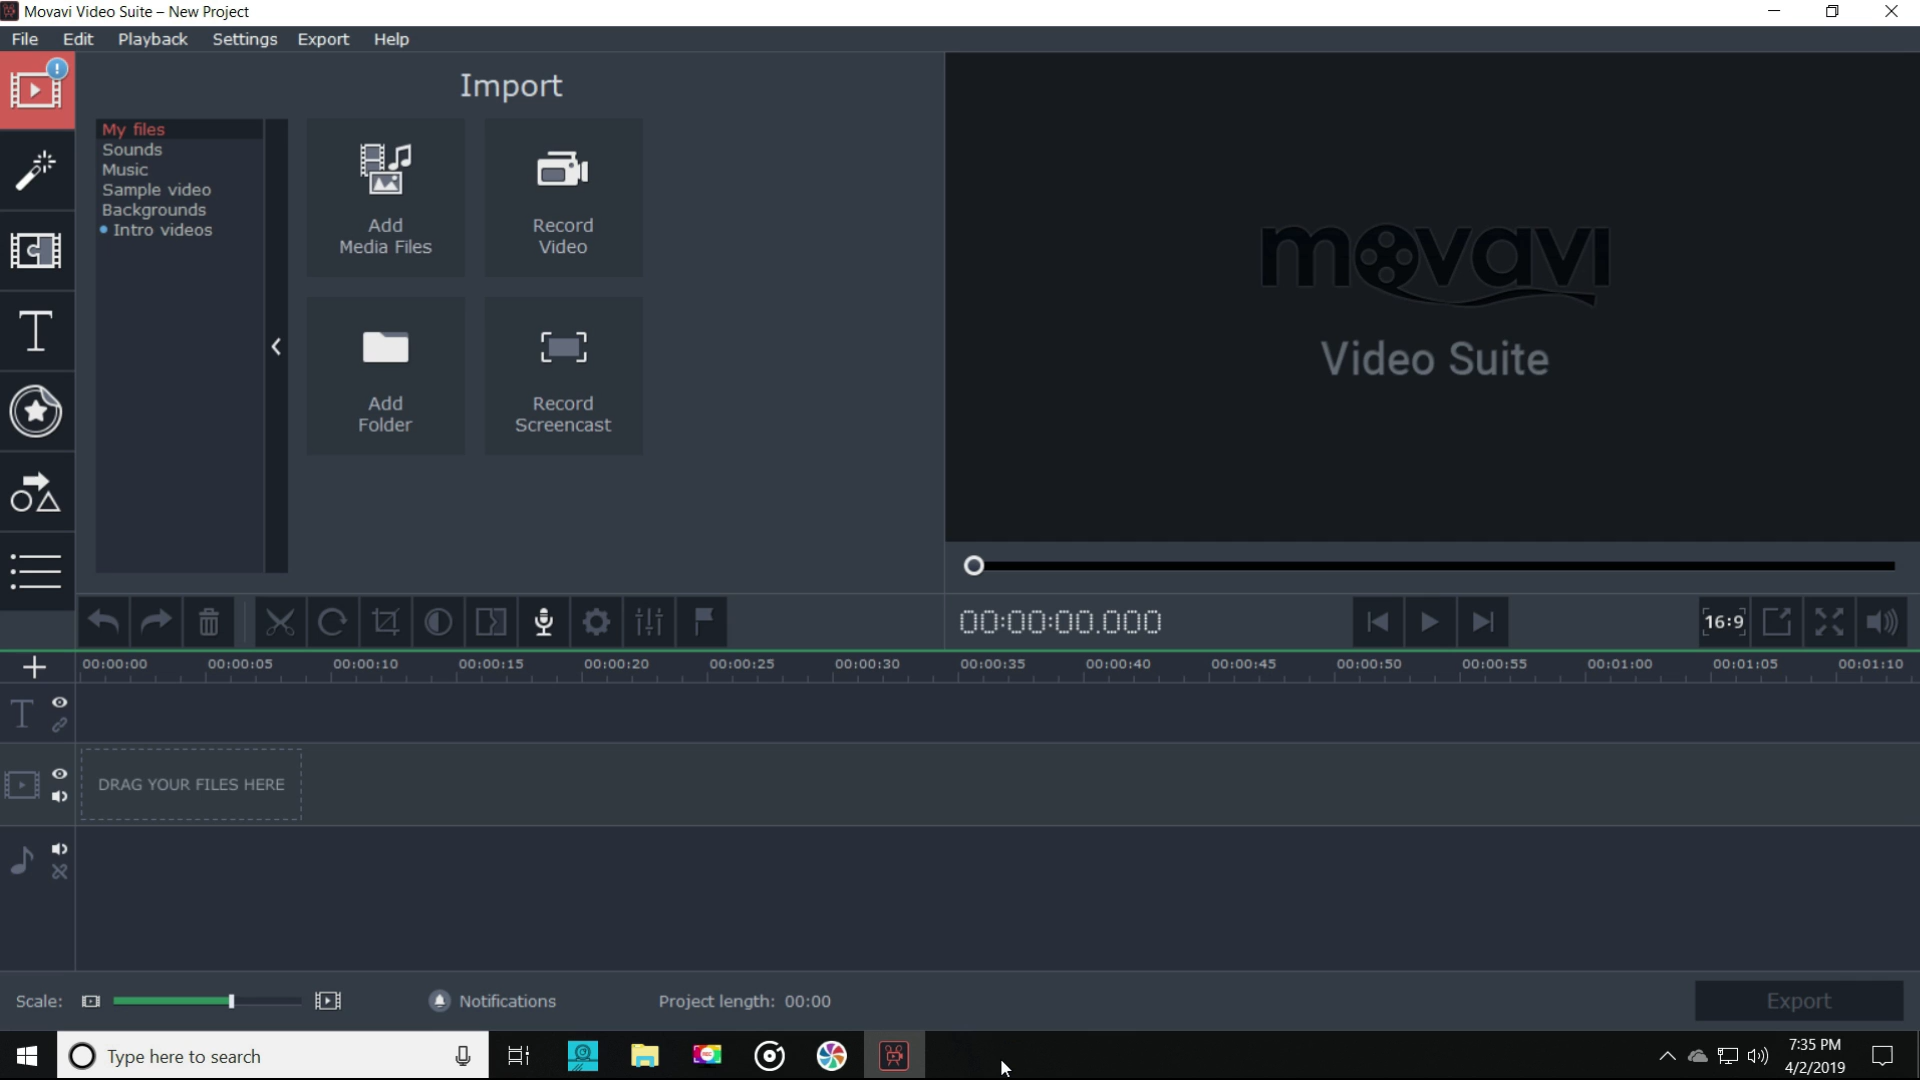 Movavi Video Suite – New Project
File Edit Playback Settings Export Help
Import
My files
Sounds
Music
Sample video
Backgrounds
Intro videos
Add
Media Files
Record
Video
Add
Folder
Record
Screencast
movavi
Video Suite
00:00:00.000
16:9
00:00:00 00:00:05 00:00:10 00:00:15 00:00:20 00:00:25 00:00:30 00:00:35 00:00:40 00:00:45 00:00:50 00:00:55 00:01:00 00:01:05 00:01:10
DRAG YOUR FILES HERE
Scale: Notifications Project length: 00:00 Export
Type here to search
7:35 PM
4/2/2019